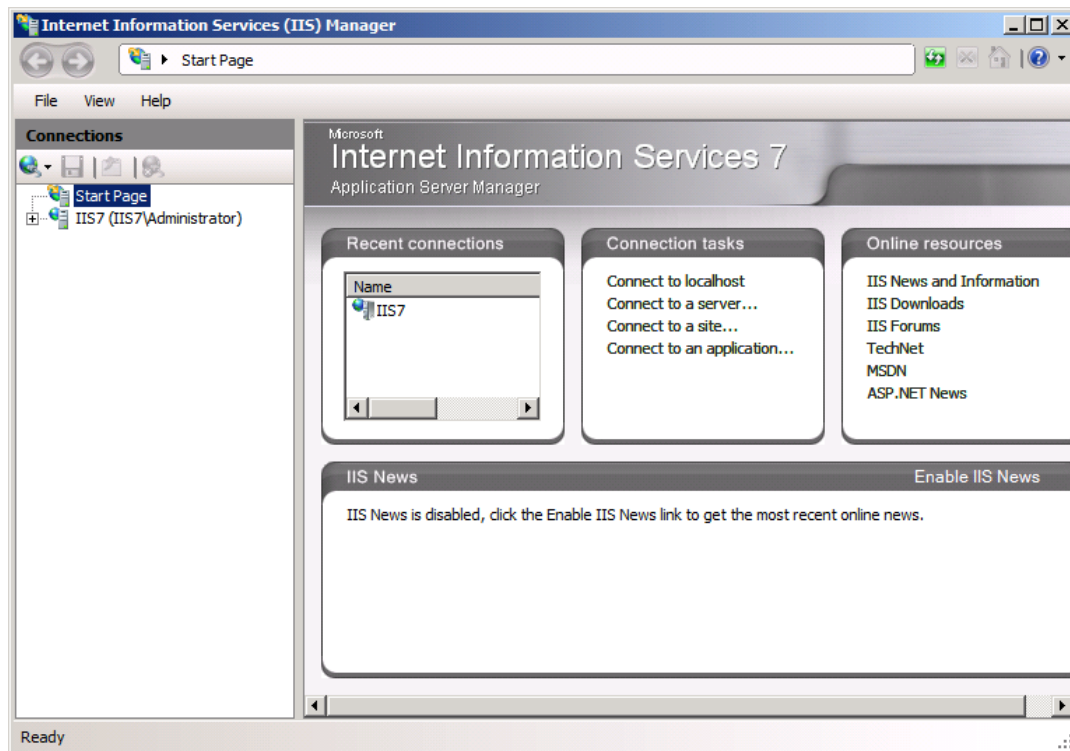 Internet Information Services (IIS) Manager
Start Page
File View Help
Connections
Start Page
IIS7 (IIS7\Administrator)
Microsoft
Internet Information Services 7
Application Server Manager
Recent connections
Name
IIS7
Connection tasks
Connect to localhost
Connect to a server...
Connect to a site...
Connect to an application...
Online resources
IIS News and Information
IIS Downloads
IIS Forums
TechNet
MSDN
ASP.NET News
IIS News
Enable IIS News
IIS News is disabled, click the Enable IIS News link to get the most recent online news.
Ready